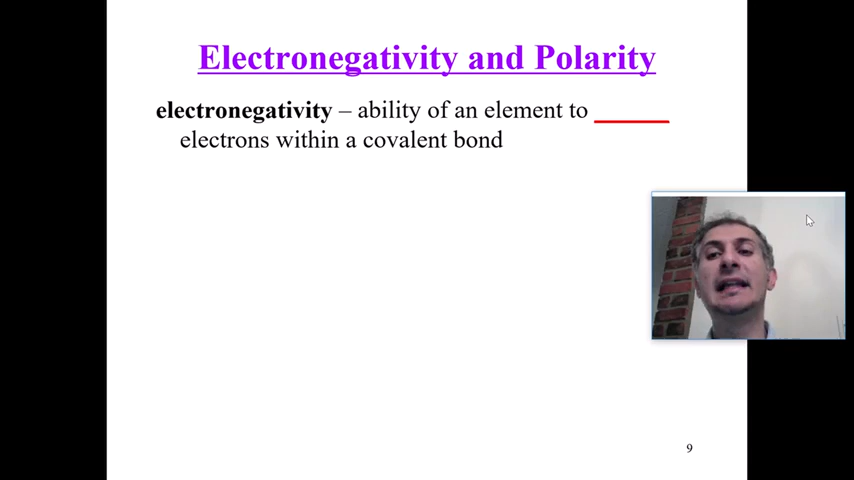 Electronegativity and Polarity
electronegativity – ability of an element to ______
electrons within a covalent bond
9